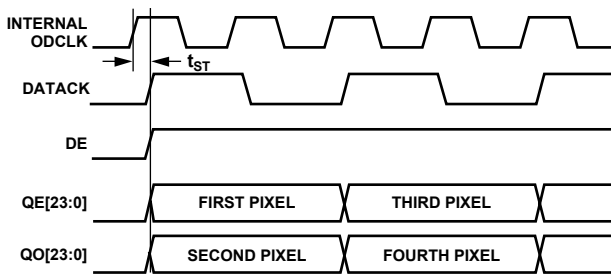 INTERNAL
ODCLK
tST
DATACK
DE
QE[23:0]
FIRST PIXEL
THIRD PIXEL
QO[23:0]
SECOND PIXEL
FOURTH PIXEL